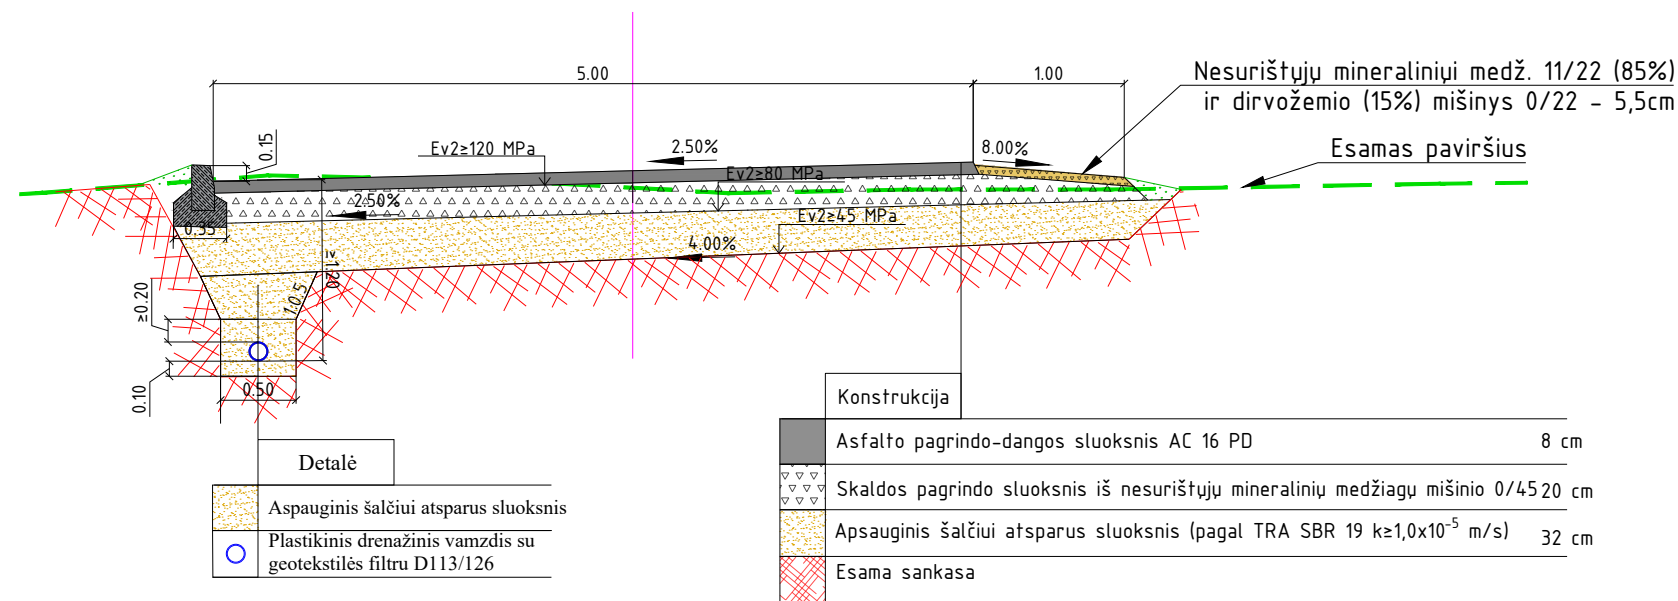 5.00
1.00
Nesurištųjų mineraliniųi medž. 11/22 (85%)
ir dirvožemio (15%) mišinys 0/22 - 5,5cm
0.15
Ev2≥120 MPa
2.50%
8.00%
Esamas paviršius
Ev2≥80 MPa
2.50%
Ev2≥45 MPa
0.35
4.00%
≥1.20
1:0.5
≥0.20
0.10
0.50
Konstrukcija
Asfalto pagrindo-dangos sluoksnis AC 16 PD 8 cm
Skaldos pagrindo sluoksnis iš nesurištųjų mineralinių medžiagų mišinio 0/45 20 cm
Apsauginis šalčiui atsparus sluoksnis (pagal TRA SBR 19 k≥1,0x10⁻⁵ m/s) 32 cm
Esama sankasa
Detalė
Aspauginis šalčiui atsparus sluoksnis
Plastikinis drenažinis vamzdis su
geotekstilės filtru D113/126